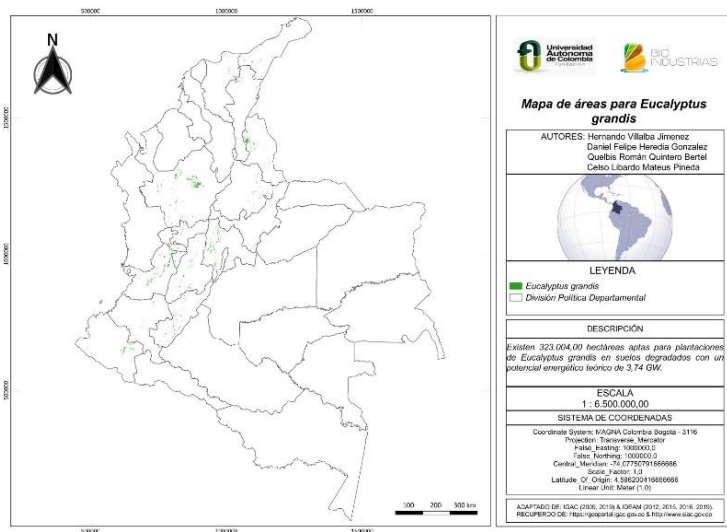 500000 1000000 1500000
N
1500000
1000000
500000
100 200 300 km
500000 1000000 1500000
Universidad
Autónoma
de Colombia
FUNDACIÓN
BIO
INDUSTRIAS
Mapa de áreas para Eucalyptus
grandis
AUTORES: Hernando Villalba Jimenez
Daniel Felipe Heredia Gonzalez
Quelbis Román Quintero Bertel
Celso Libardo Mateus Pineda
LEYENDA
Eucalyptus grandis
División Política Departamental
DESCRIPCIÓN
Existen 323.004,00 hectáreas aptas para plantaciones
de Eucalyptus grandis en suelos degradados con un
potencial energético teórico de 3,74 GW.
ESCALA
1 : 6.500.000,00
SISTEMA DE COORDENADAS
Coordinate System: MAGNA Colombia Bogotá - 3116
Projection: Transverse_Mercator
False_Easting: 1000000,0
False_Northing: 1000000,0
Central_Meridian: -74,07750791666666
Scale_Factor: 1,0
Latitude_Of_Origin: 4,596200416666666
Linear Unit: Meter (1,0)
ADAPTADO DE: IGAC & IDEAM (2012, 2015, 2018, 2019).
RECUPERADO DE: https://geoportal.igac.gov.co & http://www.siac.gov.co